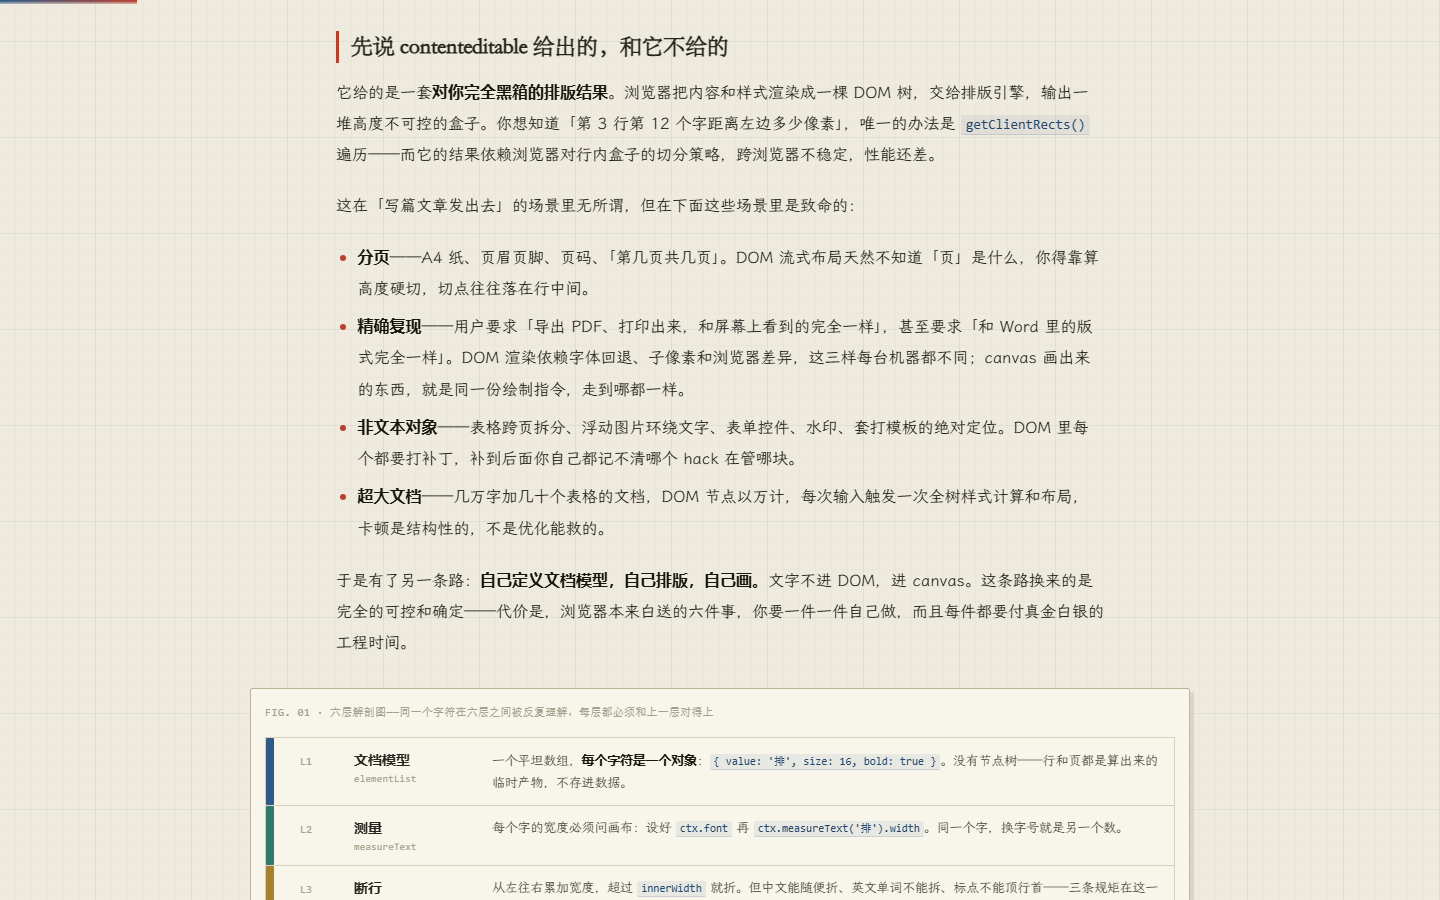 先说 contenteditable 给出的，和它不给的
它给的是一套对你完全黑箱的排版结果。浏览器把内容和样式渲染成一棵 DOM 树，交给排版引擎，输出一
堆高度不可控的盒子。你想知道「第 3 行第 12 个字距离左边多少像素」，唯一的办法是 getClientRects()
遍历——而它的结果依赖浏览器对行内盒子的切分策略，跨浏览器不稳定，性能还差。
这在「写篇文章发出去」的场景里无所谓，但在下面这些场景里是致命的：
分页——A4 纸、页眉页脚、页码、「第几页共几页」。DOM 流式布局天然不知道「页」是什么，你得靠算
高度硬切，切点往往落在行中间。
精确复现——用户要求「导出 PDF、打印出来，和屏幕上看到的完全一样」，甚至要求「和 Word 里的版
式完全一样」。DOM 渲染依赖字体回退、子像素和浏览器差异，这三样每台机器都不同；canvas 画出来
的东西，就是同一份绘制指令，走到哪都一样。
非文本对象——表格跨页拆分、浮动图片环绕文字、表单控件、水印、套打模板的绝对定位。DOM 里每
个都要打补丁，补到后面你自己都记不清哪个 hack 在管哪块。
超大文档——几万字加几十个表格的文档，DOM 节点以万计，每次输入触发一次全树样式计算和布局，
卡顿是结构性的，不是优化能救的。
于是有了另一条路：自己定义文档模型，自己排版，自己画。文字不进 DOM，进 canvas。这条路换来的是
完全的可控和确定——代价是，浏览器本来白送的六件事，你要一件一件自己做，而且每件都要付真金白银的
工程时间。
FIG. 01 · 六层解剖图——同一个字符在六层之间被反复理解，每层都必须和上一层对得上
L1 文档模型 一个平坦数组，每个字符是一个对象：{ value: '排', size: 16, bold: true }。没有节点树——行和页都是算出来的
elementList 临时产物，不存进数据。
L2 测量 每个字的宽度必须问画布：设好 ctx.font 再 ctx.measureText('排').width。同一个字，换字号就是另一个数。
measureText
L3 断行 从左往右累加宽度，超过 innerWidth 就折。但中文能随便折、英文单词不能拆、标点不能顶行首——三条规矩在这一